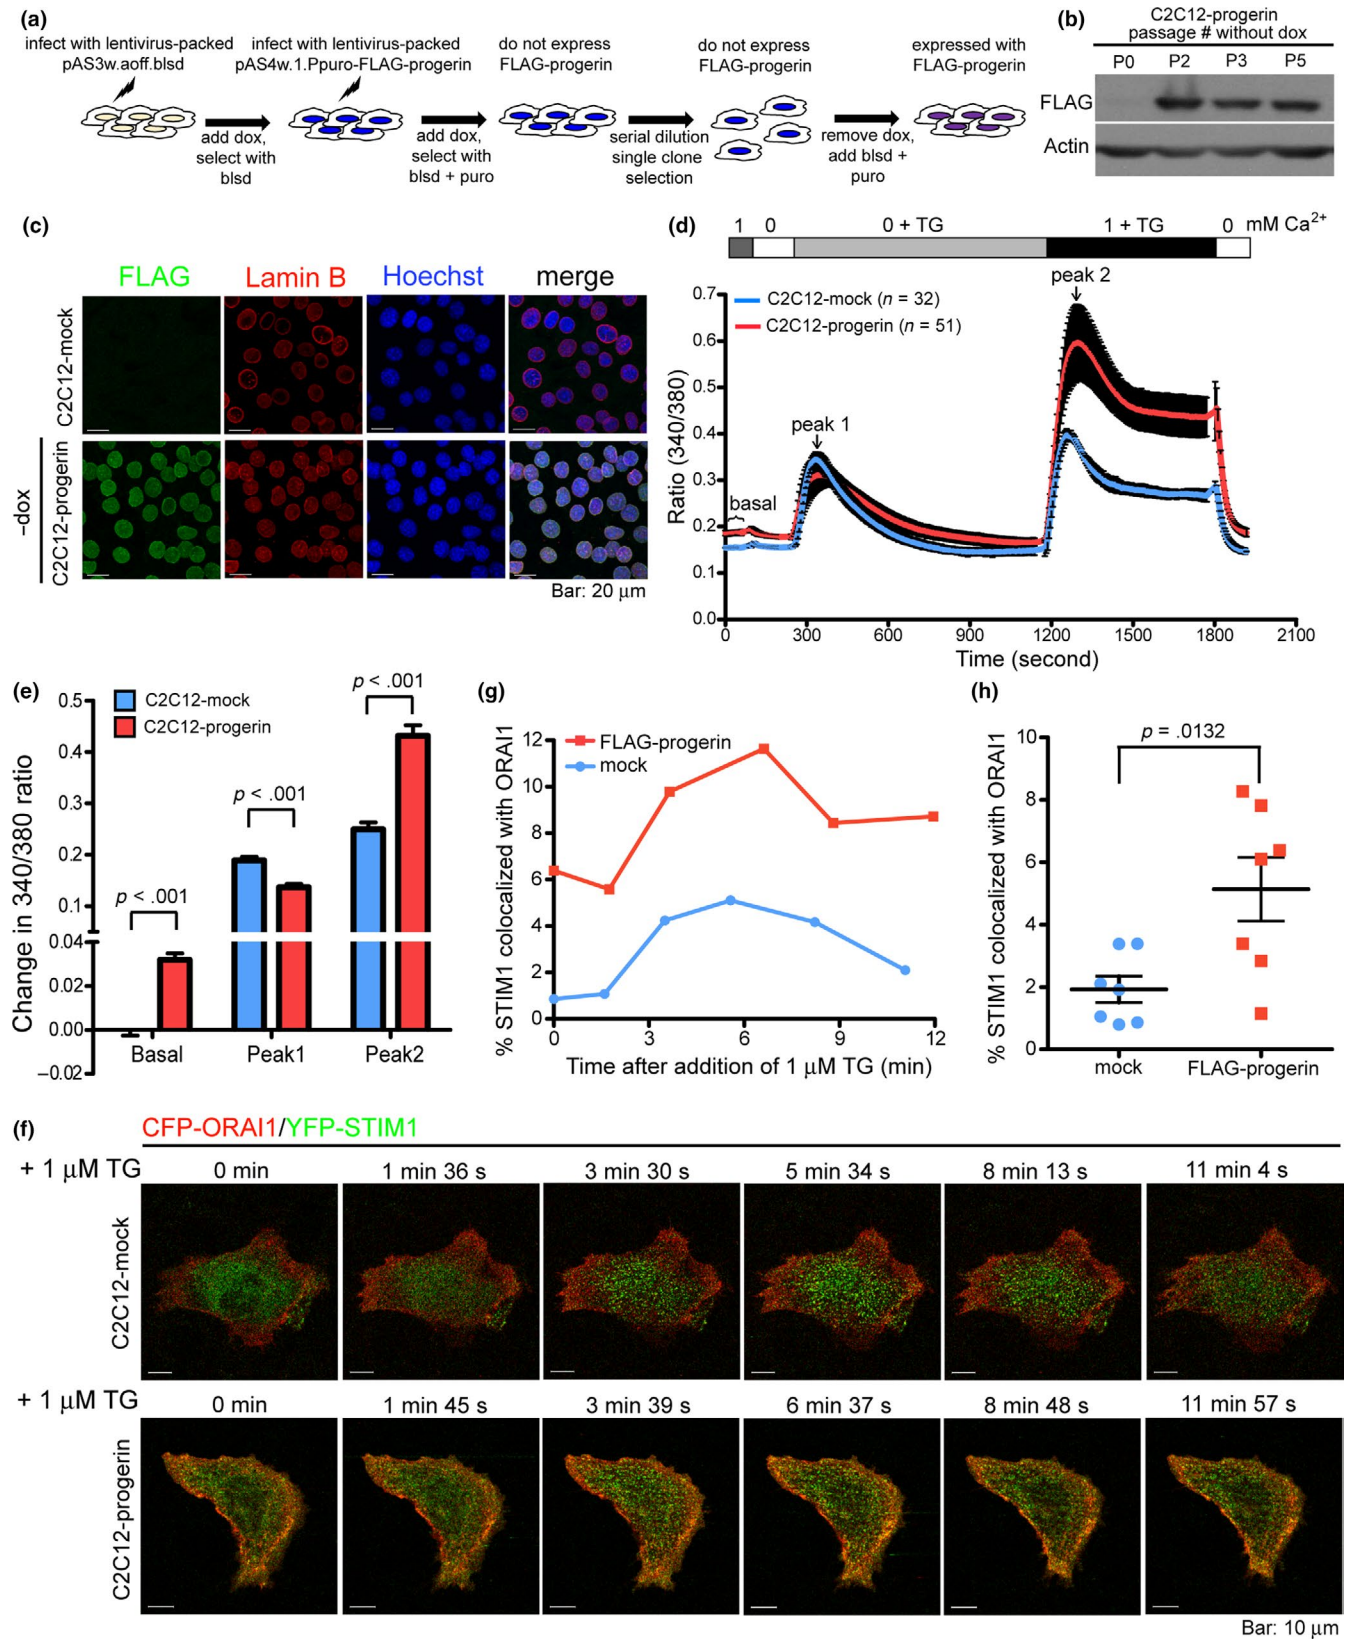 (a)
infect with lentivirus-packed
pAS3w.aoff.blsd
infect with lentivirus-packed
pAS4w.1.Ppuro-FLAG-progerin
do not express
FLAG-progerin
do not express
FLAG-progerin
expressed with
FLAG-progerin
add dox,
select with
blsd
add dox,
select with
blsd + puro
serial dilution
single clone
selection
remove dox,
add blsd +
puro
(b)
C2C12-progerin
passage # without dox
P0 P2 P3 P5
FLAG
Actin
(c)
FLAG Lamin B Hoechst merge
C2C12-mock
–dox
C2C12-progerin
Bar: 20 μm
(d)
1 0 0 + TG 1 + TG 0 mM Ca²⁺
peak 2
C2C12-mock (n = 32)
C2C12-progerin (n = 51)
peak 1
basal
Ratio (340/380)
0.7
0.6
0.5
0.4
0.3
0.2
0.1
0.0
0 300 600 900 1200 1500 1800 2100
Time (second)
(e)
C2C12-mock
C2C12-progerin
p < .001
p < .001
p < .001
Change in 340/380 ratio
0.5
0.4
0.3
0.2
0.1
0.04
0.02
0.00
–0.02
Basal Peak1 Peak2
(g)
FLAG-progerin
mock
% STIM1 colocalized with ORAI1
12
10
8
6
4
2
0
0 3 6 9 12
Time after addition of 1 μM TG (min)
(h)
p = .0132
% STIM1 colocalized with ORAI1
10
8
6
4
2
0
mock FLAG-progerin
(f)
CFP-ORAI1/YFP-STIM1
+ 1 μM TG 0 min 1 min 36 s 3 min 30 s 5 min 34 s 8 min 13 s 11 min 4 s
C2C12-mock
+ 1 μM TG 0 min 1 min 45 s 3 min 39 s 6 min 37 s 8 min 48 s 11 min 57 s
C2C12-progerin
Bar: 10 μm